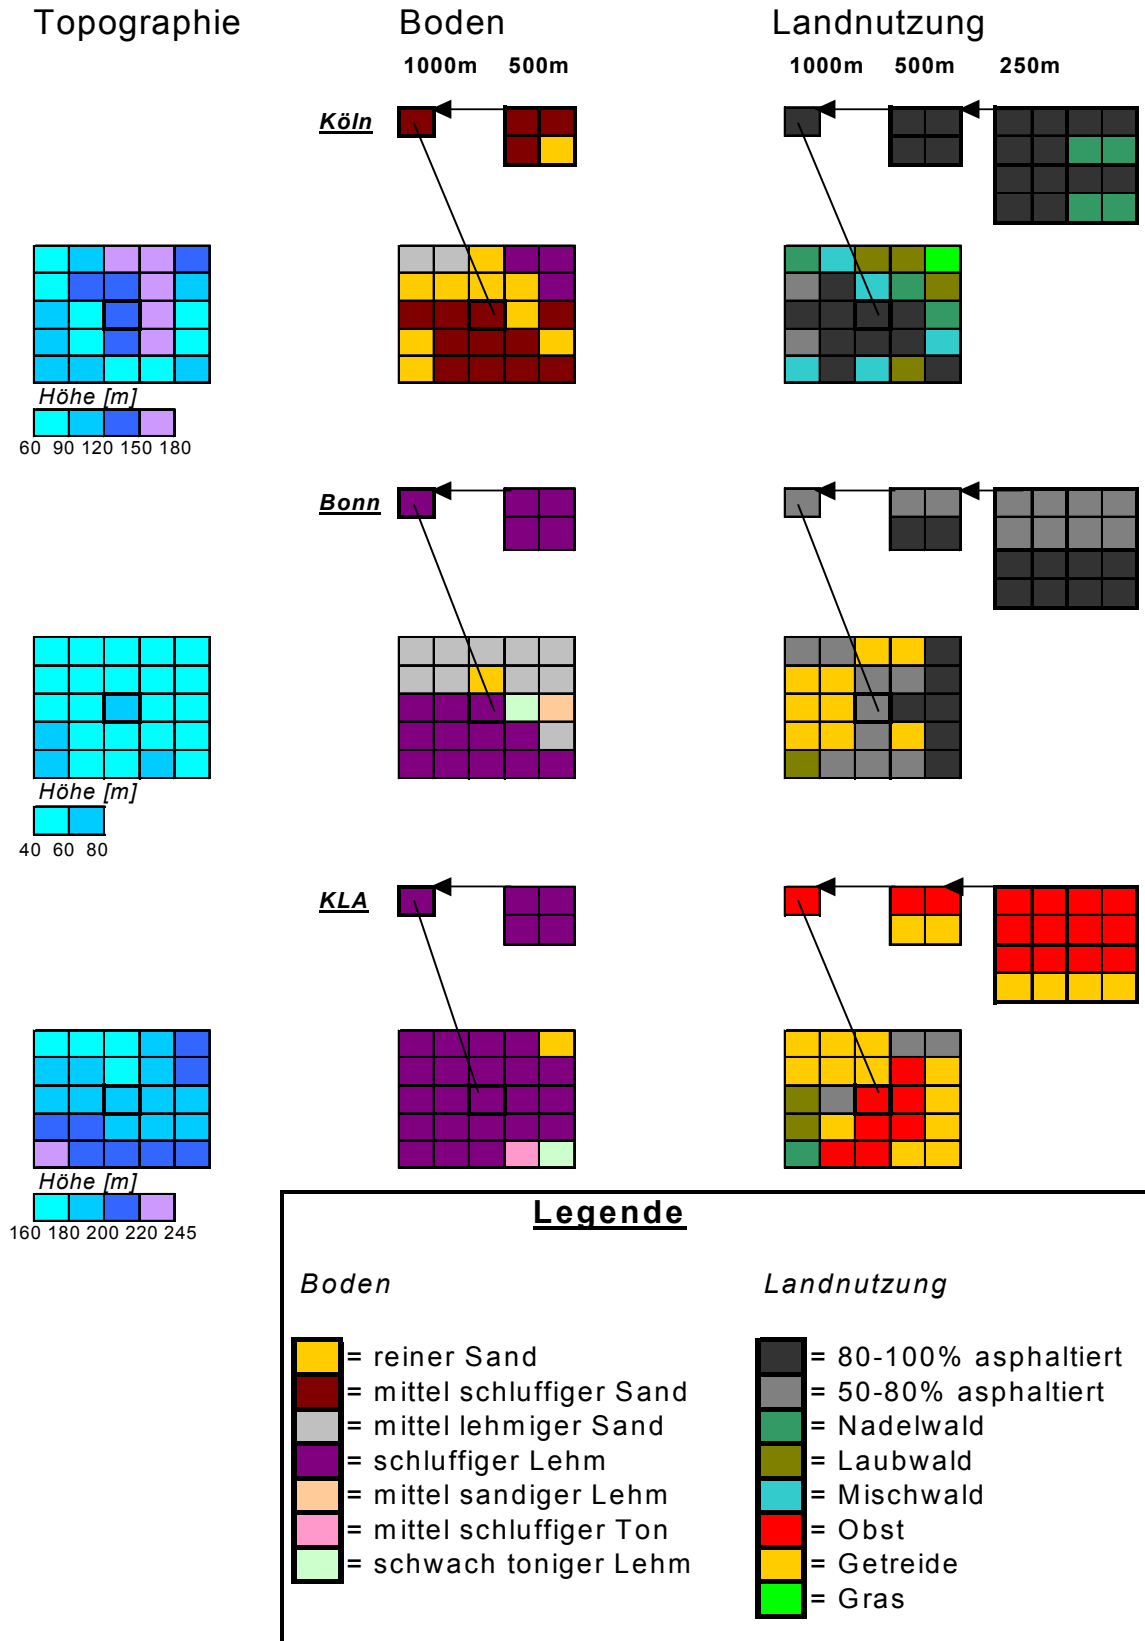 Topographie Boden Landnutzung
1000m 500m 1000m 500m 250m
Köln
Höhe [m]
60 90 120 150 180
Bonn
Höhe [m]
40 60 80
KLA
Höhe [m]
160 180 200 220 245
Legende
Boden Landnutzung
= reiner Sand = 80-100% asphaltiert
= mittel schluffiger Sand = 50-80% asphaltiert
= mittel lehmiger Sand = Nadelwald
= schluffiger Lehm = Laubwald
= mittel sandiger Lehm = Mischwald
= mittel schluffiger Ton = Obst
= schwach toniger Lehm = Getreide
= Gras